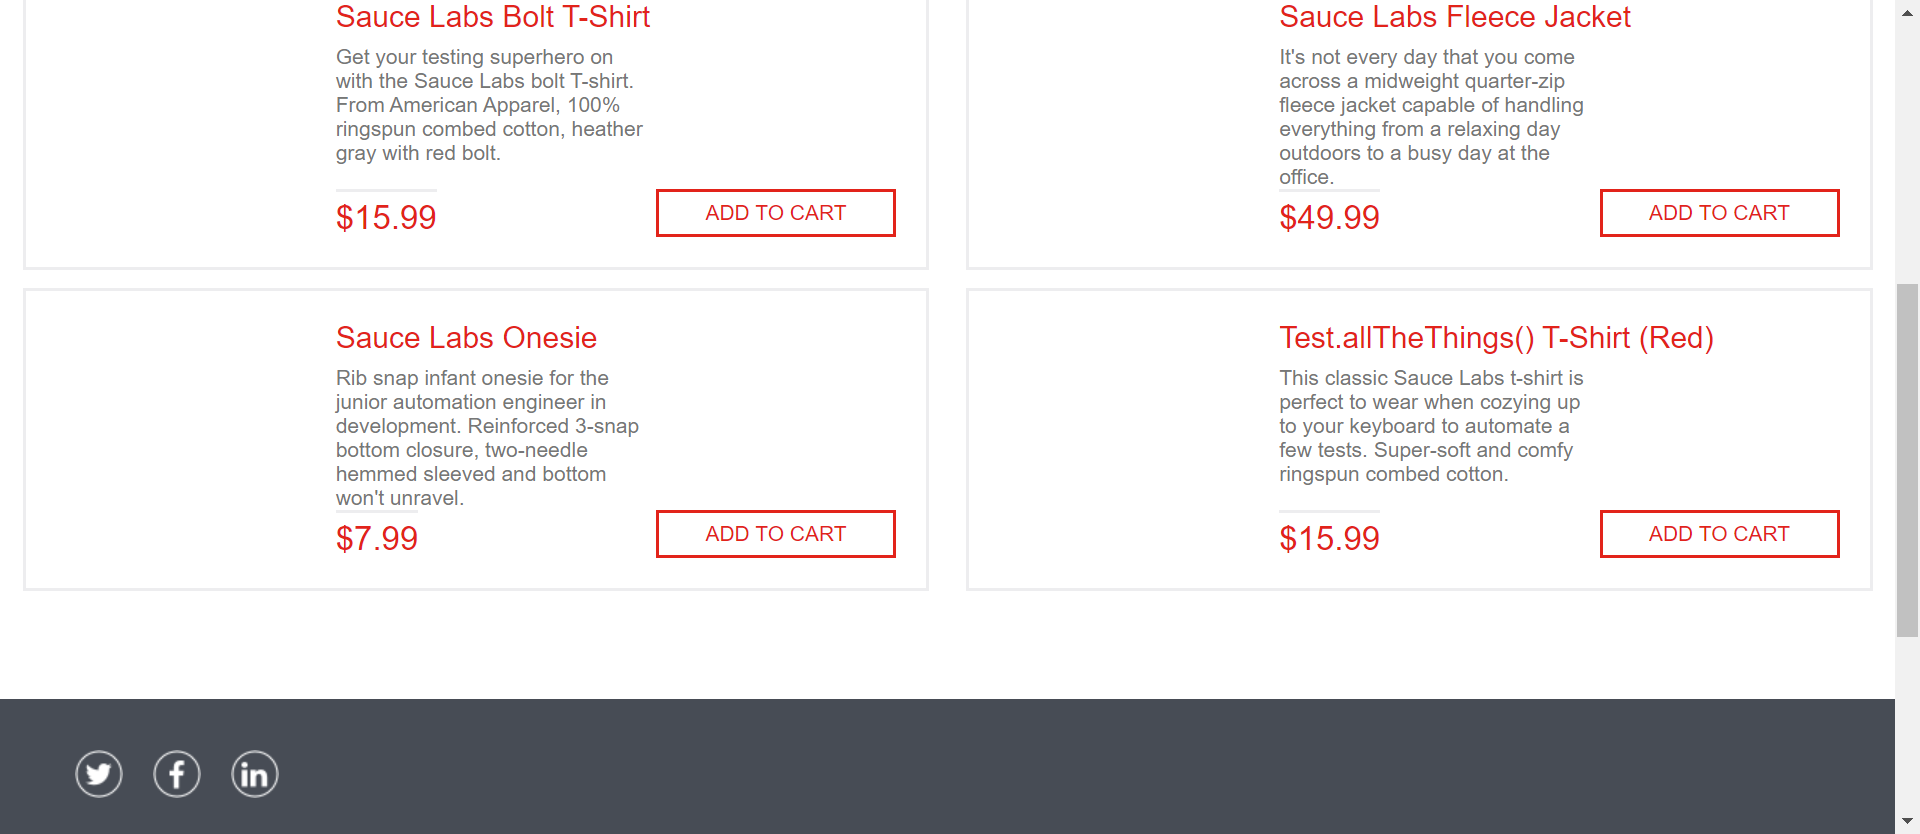 Sauce Labs Bolt T-Shirt
Get your testing superhero on
with the Sauce Labs bolt T-shirt.
From American Apparel, 100%
ringspun combed cotton, heather
gray with red bolt.
$15.99
ADD TO CART
Sauce Labs Fleece Jacket
It's not every day that you come
across a midweight quarter-zip
fleece jacket capable of handling
everything from a relaxing day
outdoors to a busy day at the
office.
$49.99
ADD TO CART
Sauce Labs Onesie
Rib snap infant onesie for the
junior automation engineer in
development. Reinforced 3-snap
bottom closure, two-needle
hemmed sleeved and bottom
won't unravel.
$7.99
ADD TO CART
Test.allTheThings() T-Shirt (Red)
This classic Sauce Labs t-shirt is
perfect to wear when cozying up
to your keyboard to automate a
few tests. Super-soft and comfy
ringspun combed cotton.
$15.99
ADD TO CART